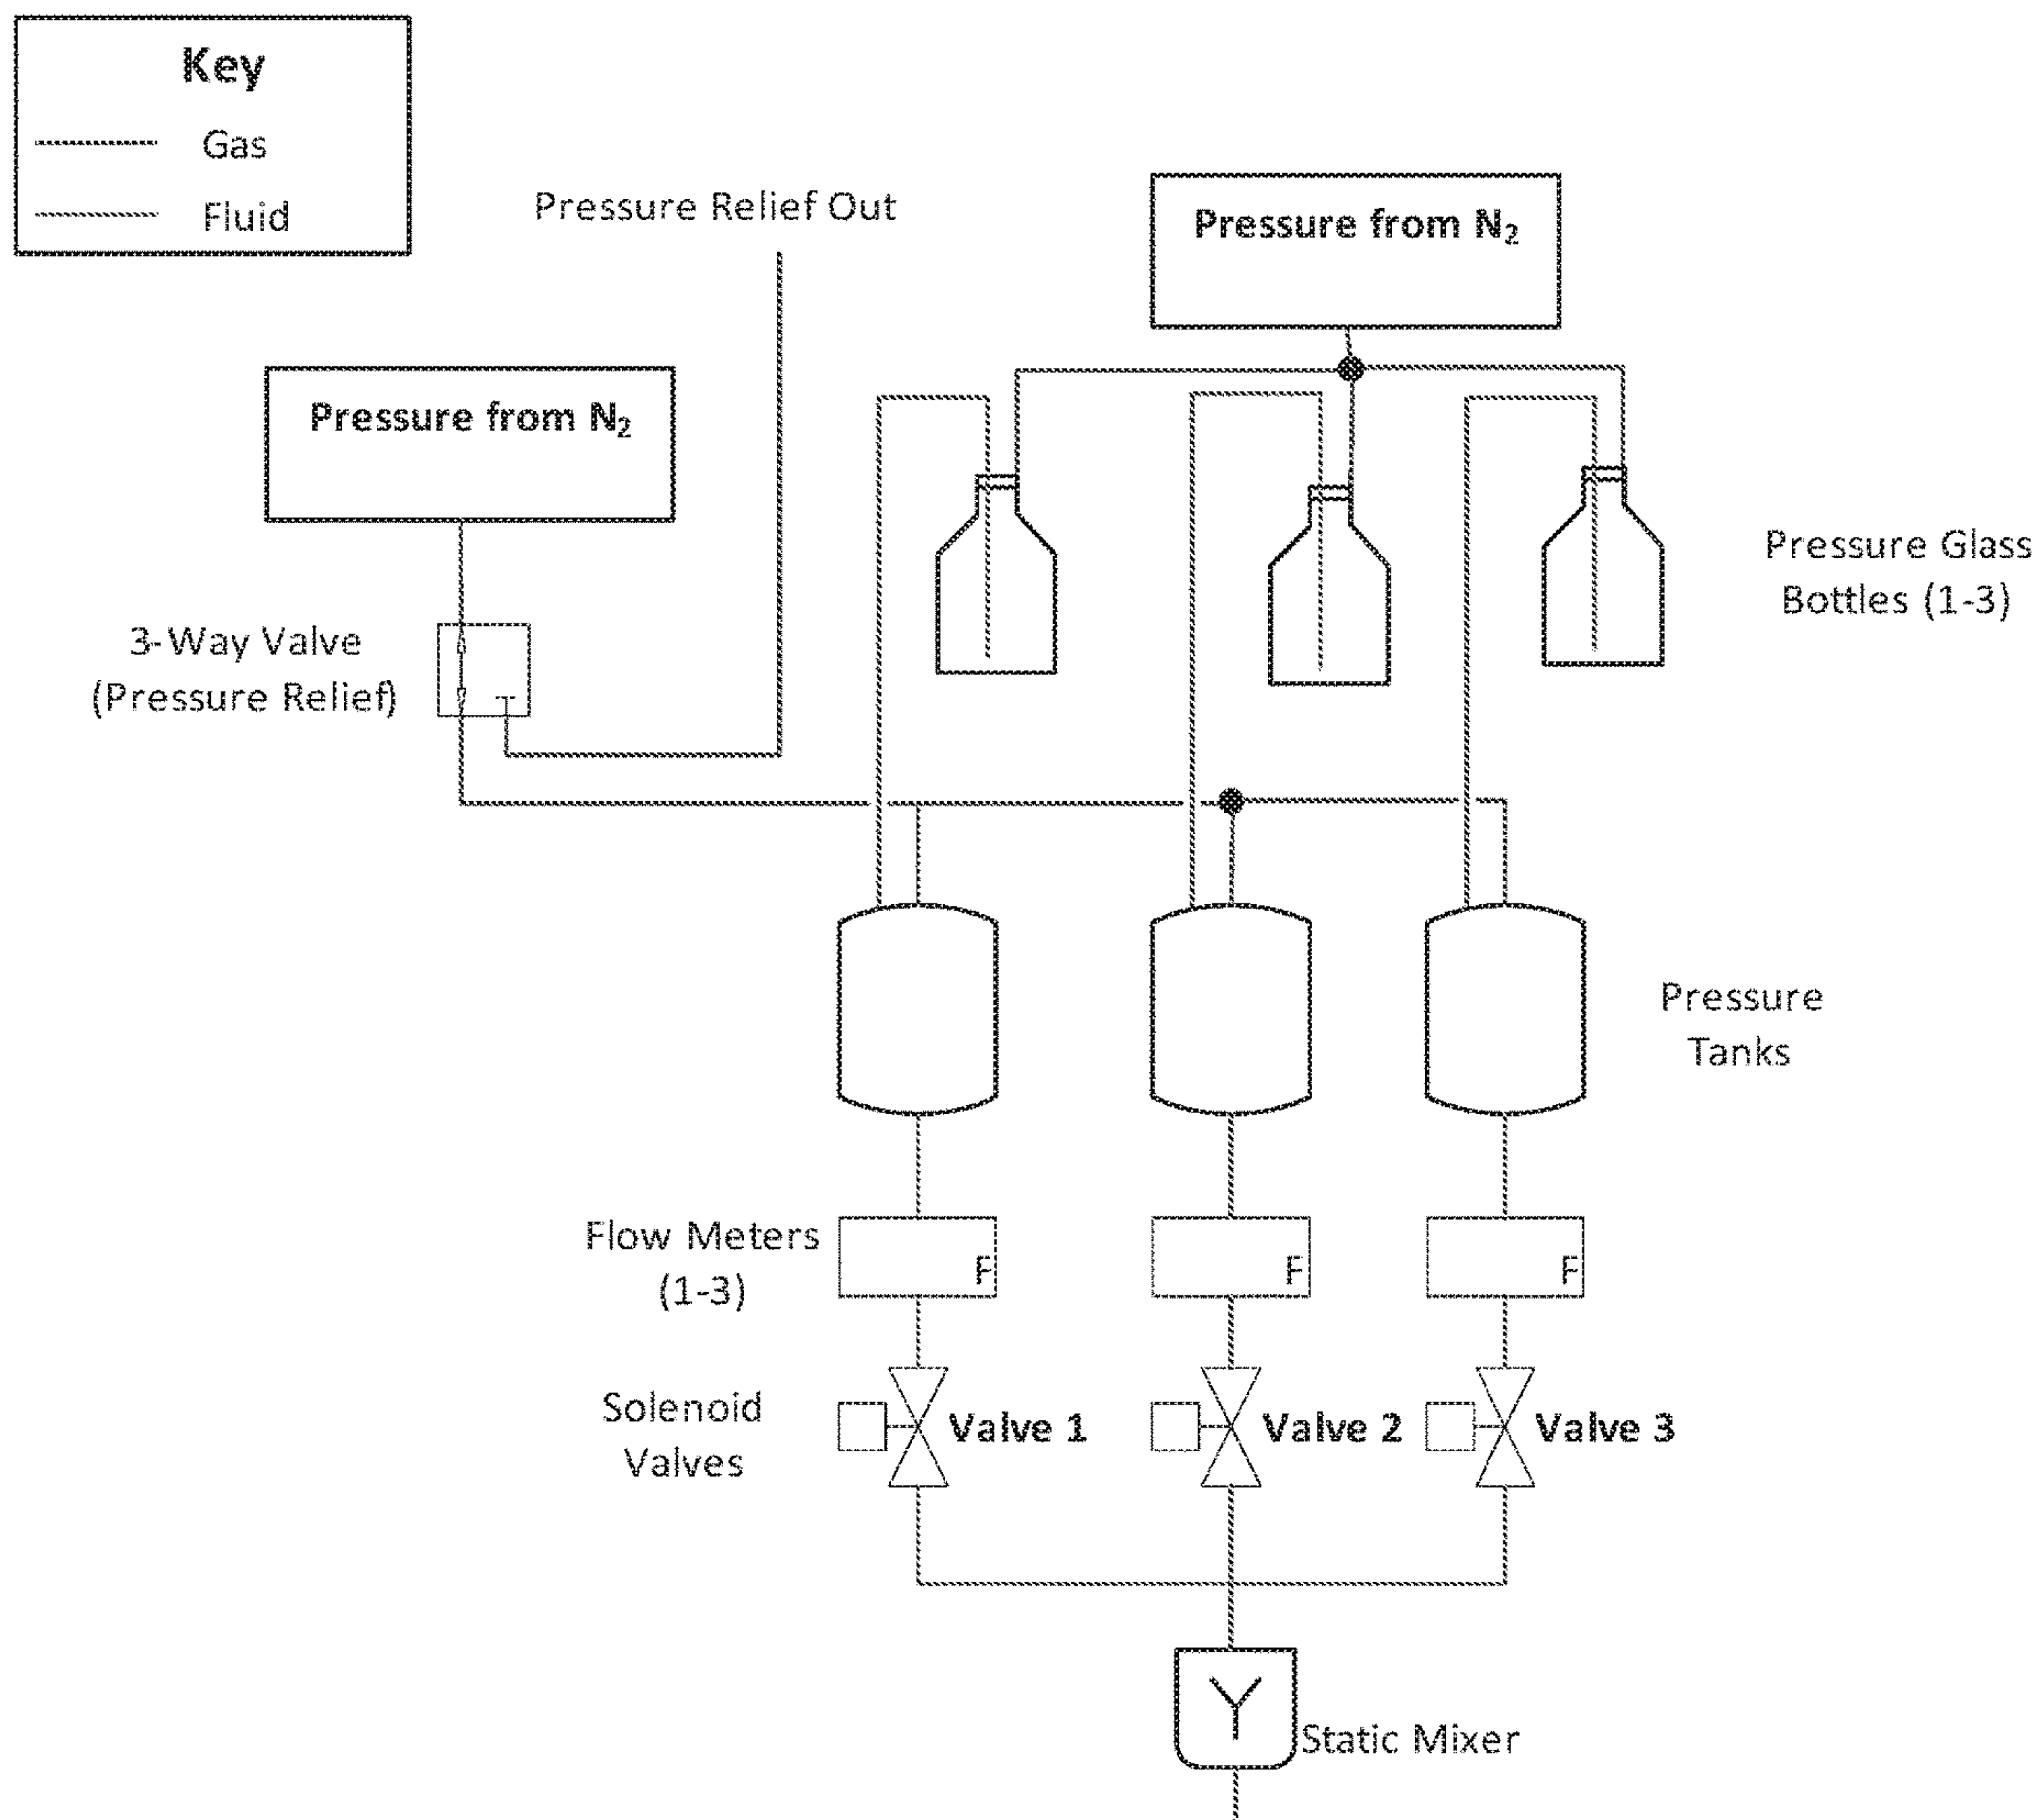 Key
Gas
Fluid
Pressure Relief Out
Pressure from N₂
Pressure from N₂
3-Way Valve
(Pressure Relief)
Pressure Glass
Bottles (1-3)
Pressure
Tanks
Flow Meters
(1-3)
F
F
F
Solenoid
Valves
Valve 1
Valve 2
Valve 3
Y
Static Mixer